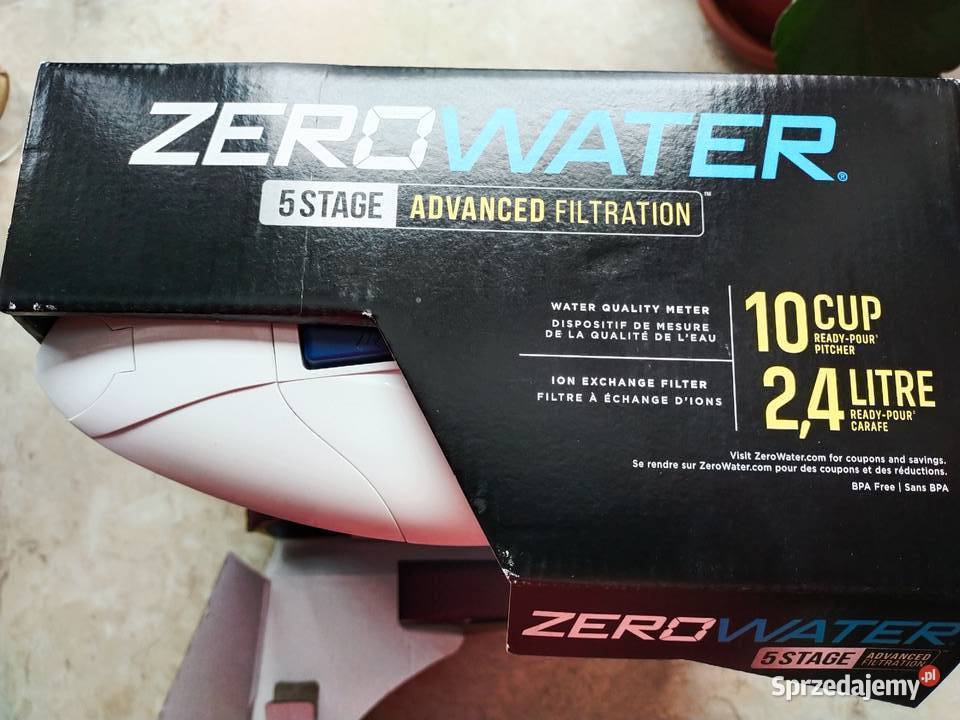 ZEROWATER®
5 STAGE ADVANCED FILTRATION™
WATER QUALITY METER
DISPOSITIF DE MESURE
DE LA QUALITÉ DE L'EAU
ION EXCHANGE FILTER
FILTRE À ÉCHANGE D'IONS
10 CUP
READY-POUR®
PITCHER
2,4 LITRE
READY-POUR®
CARAFE
Visit ZeroWater.com for coupons and savings.
Se rendre sur ZeroWater.com pour des coupons et des réductions.
BPA Free | Sans BPA
ZEROWATER
5 STAGE ADVANCED
FILTRATION™
Sprzedajemy.pl